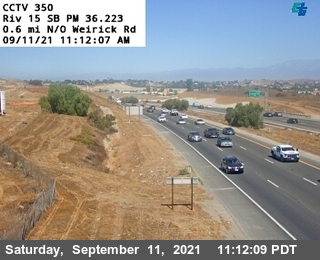 CCTV 350
Riv 15 SB PM 36.223
0.6 mi N/O Weirick Rd
09/11/21 11:12:07 AM
Saturday, September 11, 2021 11:12:09 PDT